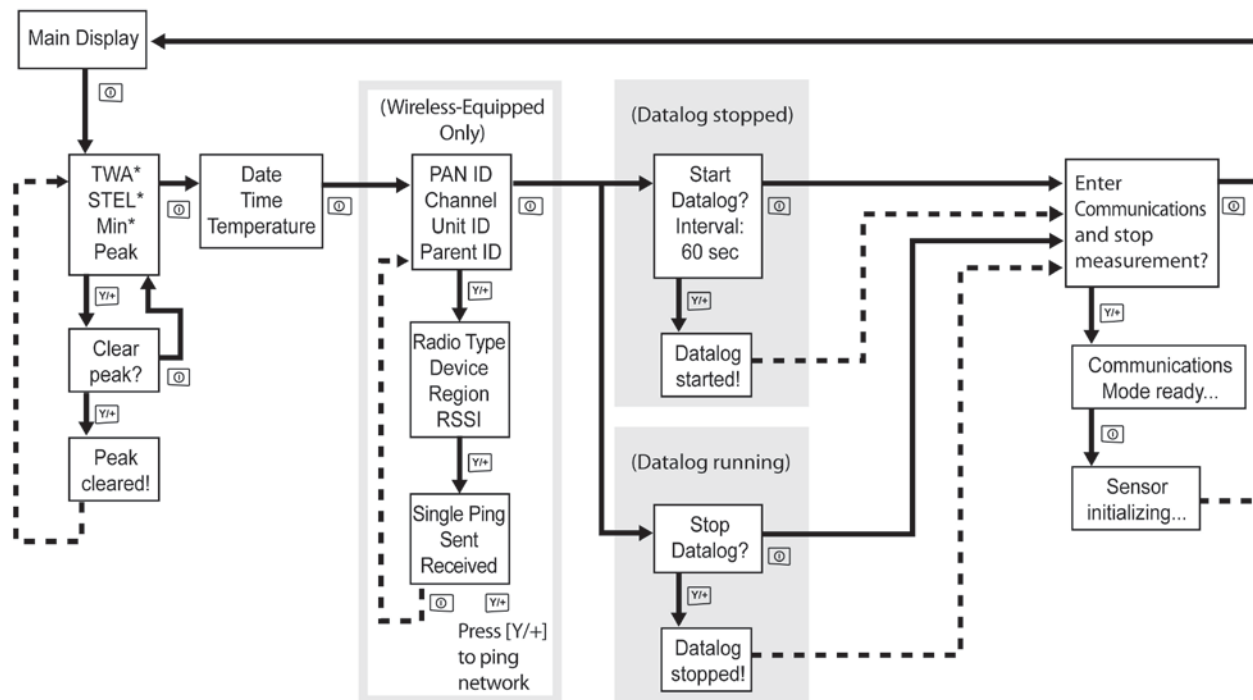 Main Display
TWA*
STEL*
Min*
Peak
Y/+
Clear
peak?
Y/+
Peak
cleared!
Date
Time
Temperature
(Wireless-Equipped
Only)
PAN ID
Channel
Unit ID
Parent ID
Y/+
Radio Type
Device
Region
RSSI
Y/+
Single Ping
Sent
Received
Y/+
Press [Y/+]
to ping
network
(Datalog stopped)
Start
Datalog?
Interval:
60 sec
Y/+
Datalog
started!
(Datalog running)
Stop
Datalog?
Y/+
Datalog
stopped!
Enter
Communications
and stop
measurement?
Y/+
Communications
Mode ready...
Sensor
initializing...